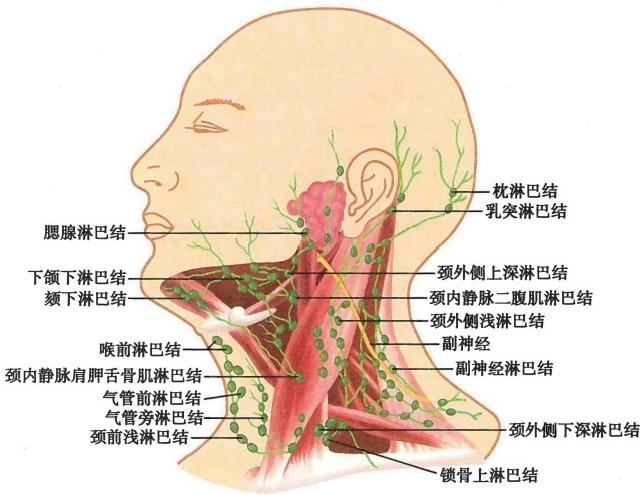 枕淋巴结
乳突淋巴结
腮腺淋巴结
下颌下淋巴结
颏下淋巴结
颈外侧上深淋巴结
颈内静脉二腹肌淋巴结
颈外侧浅淋巴结
副神经
副神经淋巴结
喉前淋巴结
颈内静脉肩胛舌骨肌淋巴结
气管前淋巴结
气管旁淋巴结
颈前浅淋巴结
颈外侧下深淋巴结
锁骨上淋巴结